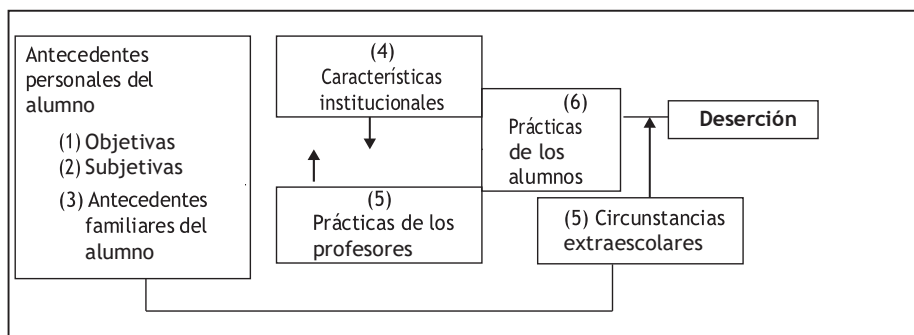 Antecedentes
personales del
alumno
(1) Objetivas
(2) Subjetivas
(3) Antecedentes
familiares del
alumno
(4)
Características
institucionales
(5)
Prácticas de los
profesores
(6)
Prácticas
de los
alumnos
Deserción
(5) Circunstancias
extraescolares